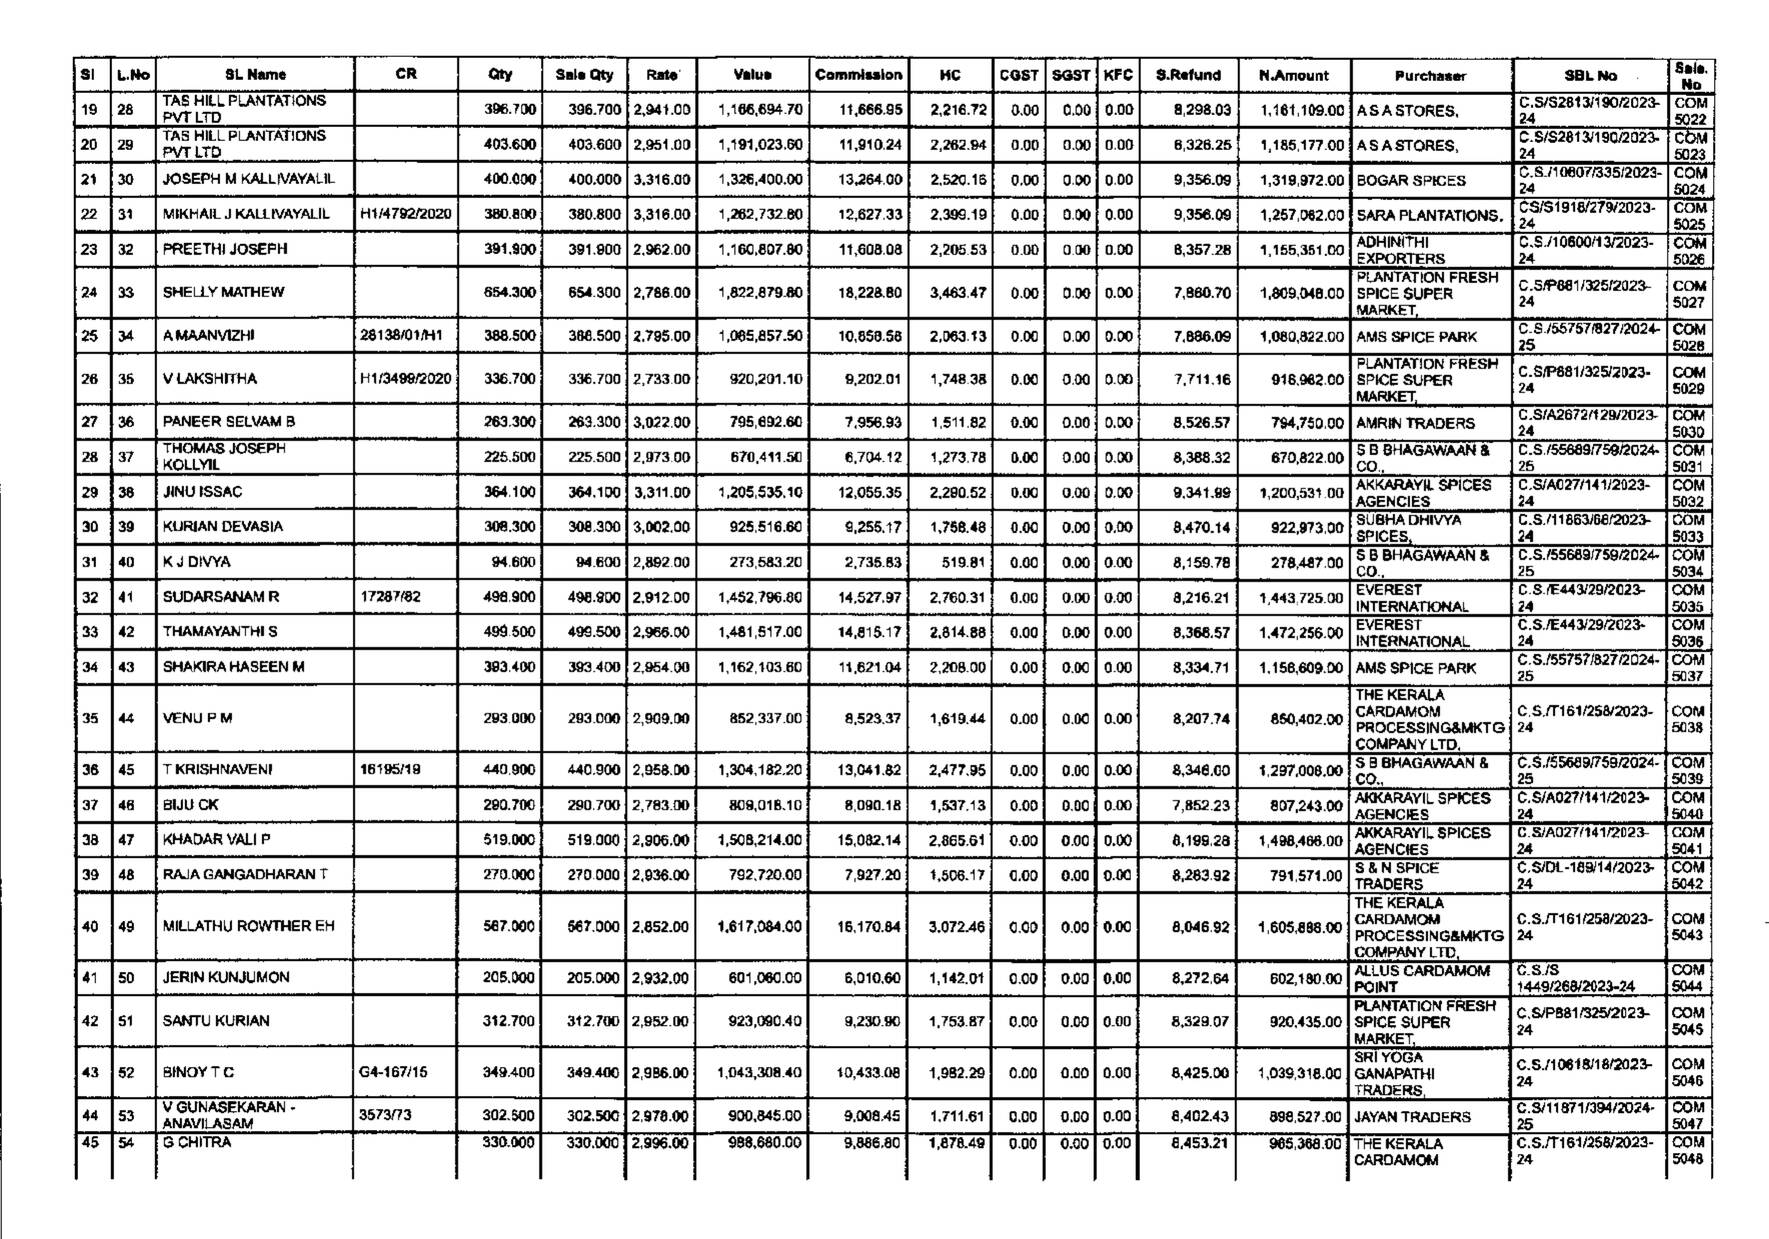 Sl L.No SL Name CR Qty Sale Qty Rate Value Commission HC CGST SGST KFC S.Refund N.Amount Purchaser SBL No Sale. No
19 28 TAS HILL PLANTATIONS PVT LTD 396.700 396.700 2,941.00 1,166,694.70 11,666.95 2,216.72 0.00 0.00 0.00 8,298.03 1,161,109.00 A S A STORES, C.S/S2813/190/2023-24 COM 5022
20 29 TAS HILL PLANTATIONS PVT LTD 403.600 403.600 2,951.00 1,191,023.60 11,910.24 2,262.94 0.00 0.00 0.00 8,326.25 1,185,177.00 A S A STORES, C.S/S2813/190/2023-24 COM 5023
21 30 JOSEPH M KALLIVAYALIL 400.000 400.000 3,316.00 1,326,400.00 13,264.00 2,520.16 0.00 0.00 0.00 9,356.09 1,319,972.00 BOGAR SPICES C.S./10607/335/2023-24 COM 5024
22 31 MIKHAIL J KALLIVAYALIL H1/4792/2020 380.800 380.800 3,316.00 1,262,732.80 12,627.33 2,399.19 0.00 0.00 0.00 9,356.09 1,257,062.00 SARA PLANTATIONS, CS/S1918/279/2023-24 COM 5025
23 32 PREETHI JOSEPH 391.900 391.900 2,962.00 1,160,807.80 11,608.08 2,205.53 0.00 0.00 0.00 8,357.28 1,155,351.00 ADHINITHI EXPORTERS C.S./10600/13/2023-24 COM 5026
24 33 SHELLY MATHEW 654.300 654.300 2,786.00 1,822,879.80 18,228.80 3,463.47 0.00 0.00 0.00 7,860.70 1,809,048.00 PLANTATION FRESH SPICE SUPER MARKET, C.S/P881/325/2023-24 COM 5027
25 34 A MAANVIZHI 28138/01/H1 388.500 388.500 2,795.00 1,085,857.50 10,858.58 2,063.13 0.00 0.00 0.00 7,886.09 1,080,822.00 AMS SPICE PARK C.S./55757/827/2024-25 COM 5028
26 35 V LAKSHITHA H1/3499/2020 336.700 336.700 2,733.00 920,201.10 9,202.01 1,748.38 0.00 0.00 0.00 7,711.16 916,962.00 PLANTATION FRESH SPICE SUPER MARKET, C.S/P881/325/2023-24 COM 5029
27 36 PANEER SELVAM B 263.300 263.300 3,022.00 795,692.60 7,956.93 1,511.82 0.00 0.00 0.00 8,526.57 794,750.00 AMRIN TRADERS C.S/A2672/129/2023-24 COM 5030
28 37 THOMAS JOSEPH KOLLYIL 225.500 225.500 2,973.00 670,411.50 6,704.12 1,273.78 0.00 0.00 0.00 8,388.32 670,822.00 S B BHAGAWAAN & CO., C.S./55689/759/2024-25 COM 5031
29 38 JINU ISSAC 364.100 364.100 3,311.00 1,205,535.10 12,055.35 2,290.52 0.00 0.00 0.00 9,341.99 1,200,531.00 AKKARAYIL SPICES AGENCIES C.S/A027/141/2023-24 COM 5032
30 39 KURIAN DEVASIA 308.300 308.300 3,002.00 925,516.60 9,255.17 1,758.48 0.00 0.00 0.00 8,470.14 922,973.00 SUBHA DHIVYA SPICES, C.S./11863/68/2023-24 COM 5033
31 40 K J DIVYA 94.600 94.600 2,892.00 273,583.20 2,735.83 519.81 0.00 0.00 0.00 8,159.78 278,487.00 S B BHAGAWAAN & CO., C.S./55689/759/2024-25 COM 5034
32 41 SUDARSANAM R 17287/82 498.900 498.900 2,912.00 1,452,796.80 14,527.97 2,760.31 0.00 0.00 0.00 8,216.21 1,443,725.00 EVEREST INTERNATIONAL C.S./E443/29/2023-24 COM 5035
33 42 THAMAYANTHI S 499.500 499.500 2,966.00 1,481,517.00 14,815.17 2,814.88 0.00 0.00 0.00 8,368.57 1,472,256.00 EVEREST INTERNATIONAL C.S./E443/29/2023-24 COM 5036
34 43 SHAKIRA HASEEN M 393.400 393.400 2,954.00 1,162,103.60 11,621.04 2,208.00 0.00 0.00 0.00 8,334.71 1,156,609.00 AMS SPICE PARK C.S./55757/827/2024-25 COM 5037
35 44 VENU P M 293.000 293.000 2,909.00 852,337.00 8,523.37 1,619.44 0.00 0.00 0.00 8,207.74 850,402.00 THE KERALA CARDAMOM PROCESSING&MKTG COMPANY LTD, C.S./T161/258/2023-24 COM 5038
36 45 T KRISHNAVENI 16195/19 440.900 440.900 2,958.00 1,304,182.20 13,041.82 2,477.95 0.00 0.00 0.00 8,346.00 1,297,008.00 S B BHAGAWAAN & CO., C.S./55689/759/2024-25 COM 5039
37 46 BIJU CK 290.700 290.700 2,783.00 809,018.10 8,090.18 1,537.13 0.00 0.00 0.00 7,852.23 807,243.00 AKKARAYIL SPICES AGENCIES C.S/A027/141/2023-24 COM 5040
38 47 KHADAR VALI P 519.000 519.000 2,906.00 1,508,214.00 15,082.14 2,865.61 0.00 0.00 0.00 8,199.28 1,498,466.00 AKKARAYIL SPICES AGENCIES C.S/A027/141/2023-24 COM 5041
39 48 RAJA GANGADHARAN T 270.000 270.000 2,936.00 792,720.00 7,927.20 1,506.17 0.00 0.00 0.00 8,283.92 791,571.00 S & N SPICE TRADERS C.S/DL-189/14/2023-24 COM 5042
40 49 MILLATHU ROWTHER EH 567.000 567.000 2,852.00 1,617,084.00 16,170.84 3,072.46 0.00 0.00 0.00 8,046.92 1,605,888.00 THE KERALA CARDAMOM PROCESSING&MKTG COMPANY LTD, C.S./T161/258/2023-24 COM 5043
41 50 JERIN KUNJUMON 205.000 205.000 2,932.00 601,060.00 6,010.60 1,142.01 0.00 0.00 0.00 8,272.64 602,180.00 ALLUS CARDAMOM POINT C.S./S 1449/268/2023-24 COM 5044
42 51 SANTU KURIAN 312.700 312.700 2,952.00 923,090.40 9,230.90 1,753.87 0.00 0.00 0.00 8,329.07 920,435.00 PLANTATION FRESH SPICE SUPER MARKET, C.S/P881/325/2023-24 COM 5045
43 52 BINOY T C G4-167/15 349.400 349.400 2,986.00 1,043,308.40 10,433.08 1,982.29 0.00 0.00 0.00 8,425.00 1,039,318.00 SRI YOGA GANAPATHI TRADERS, C.S./10618/18/2023-24 COM 5046
44 53 V GUNASEKARAN - ANAVILASAM 3573/73 302.500 302.500 2,978.00 900,845.00 9,008.45 1,711.61 0.00 0.00 0.00 8,402.43 898,527.00 JAYAN TRADERS C.S/11871/394/2024-25 COM 5047
45 54 G CHITRA 330.000 330.000 2,996.00 988,680.00 9,886.80 1,878.49 0.00 0.00 0.00 8,453.21 985,368.00 THE KERALA CARDAMOM C.S./T161/258/2023-24 COM 5048